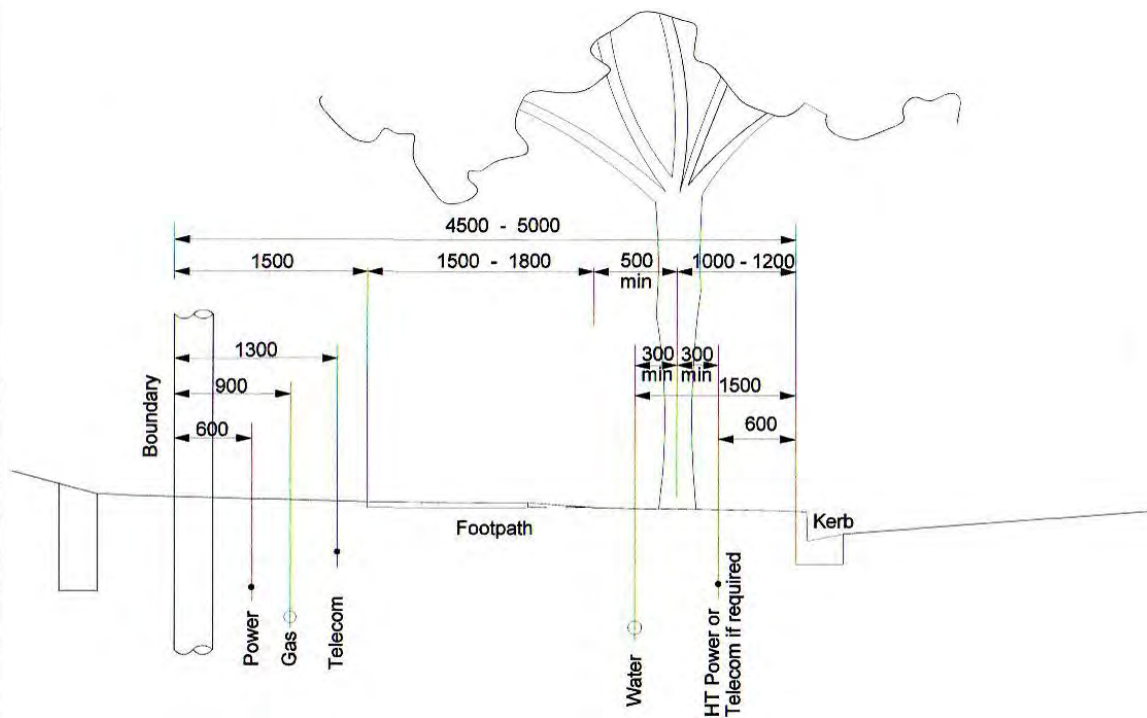 4500 - 5000
1500
1500 - 1800
500
min
1000 - 1200
1300
300
min
300
min
900
1500
600
600
Boundary
Footpath
Kerb
Power
Gas
Telecom
Water
HT Power or
Telecom if required